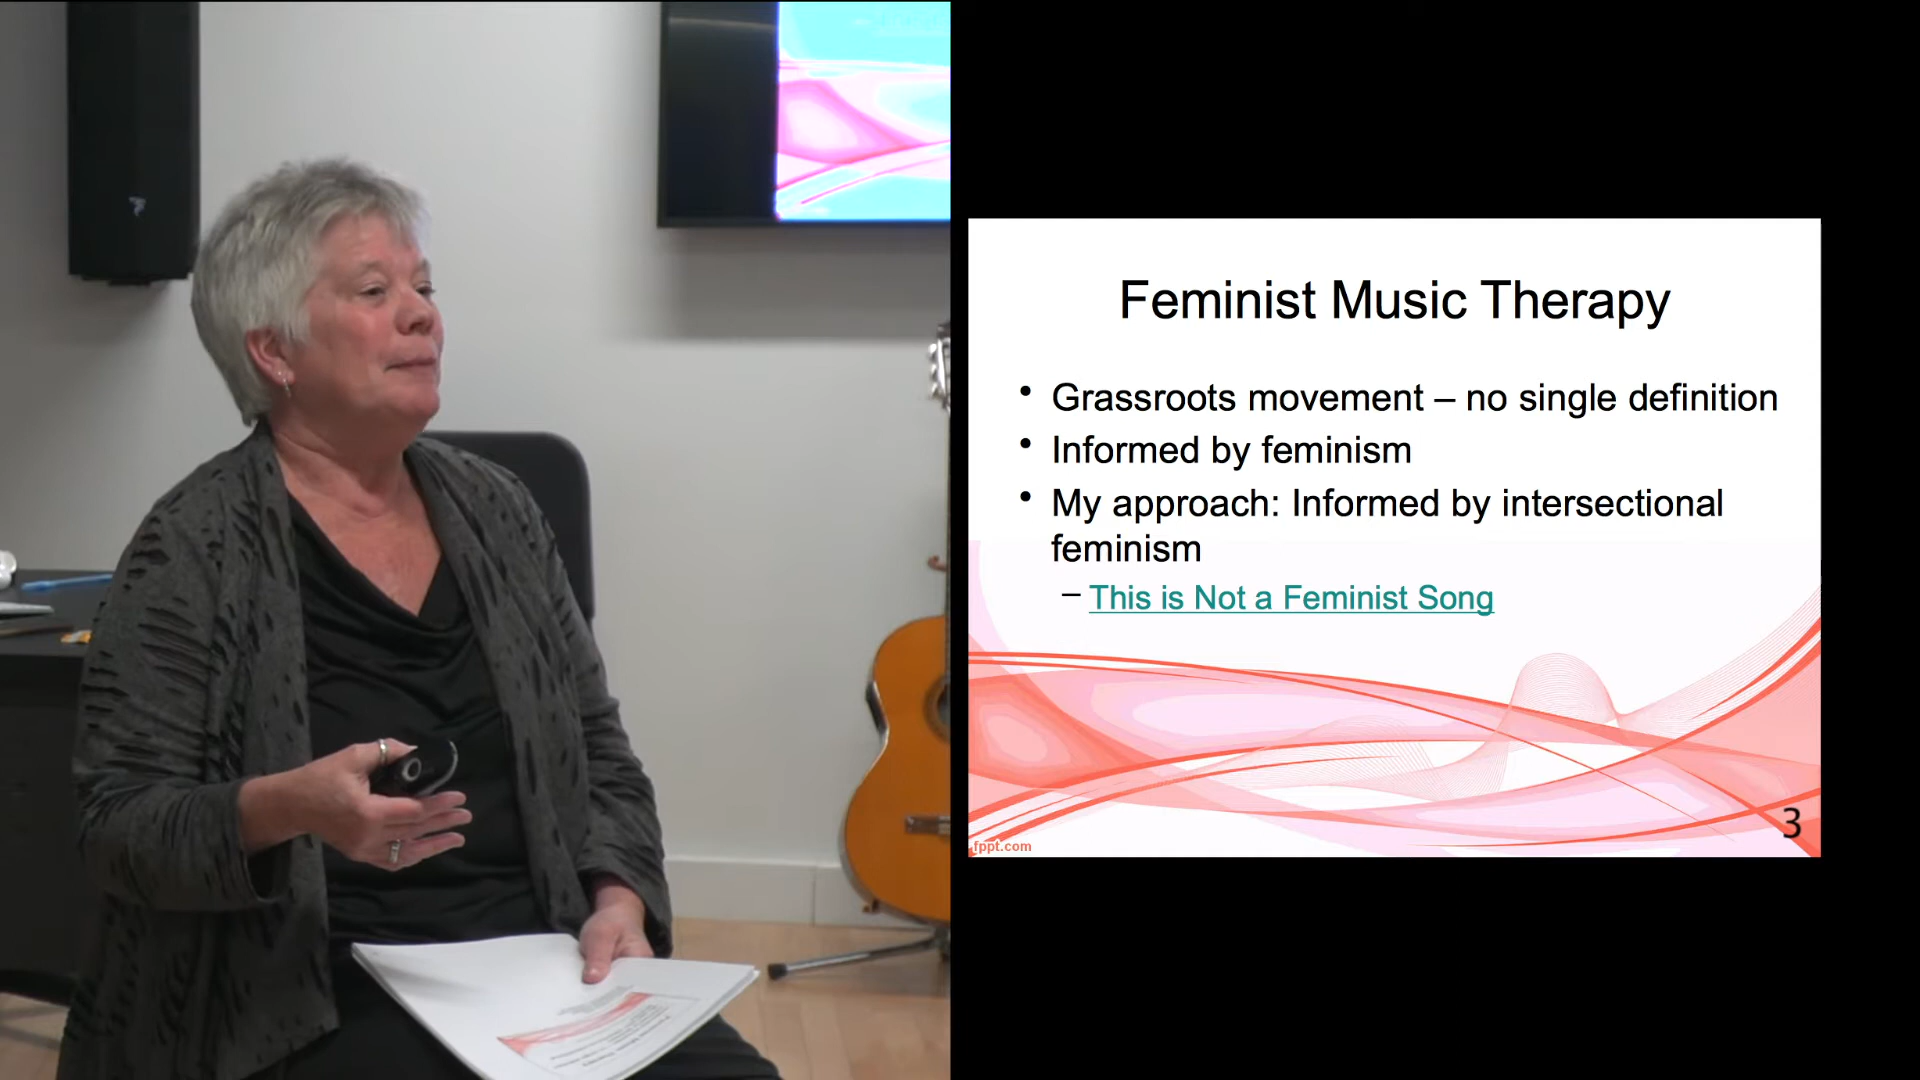 Feminist Music Therapy
• Grassroots movement – no single definition
• Informed by feminism
• My approach: Informed by intersectional
feminism
– This is Not a Feminist Song
3
fppt.com